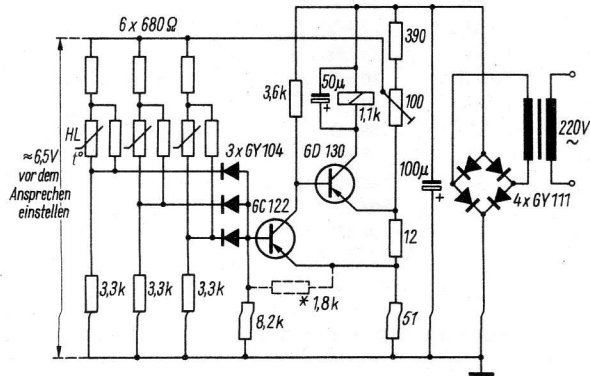 6 x 680 Ω
390
50µ
+
3,6k
1,1k
100
HL
t°
3 x GY 104
GD 130
100µ
+
220V
~
≈ 6,5V
vor dem
Ansprechen
einstellen
GC 122
4 x GY 111
12
3,3k
3,3k
3,3k
* 1,8k
8,2k
51